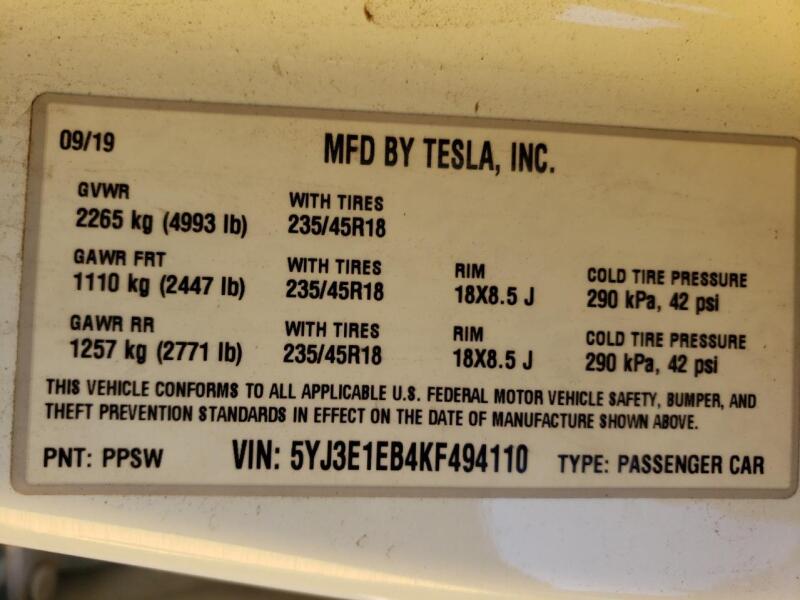 09/19 MFD BY TESLA, INC.
GVWR WITH TIRES
2265 kg (4993 lb) 235/45R18
GAWR FRT WITH TIRES RIM COLD TIRE PRESSURE
1110 kg (2447 lb) 235/45R18 18X8.5 J 290 kPa, 42 psi
GAWR RR WITH TIRES RIM COLD TIRE PRESSURE
1257 kg (2771 lb) 235/45R18 18X8.5 J 290 kPa, 42 psi
THIS VEHICLE CONFORMS TO ALL APPLICABLE U.S. FEDERAL MOTOR VEHICLE SAFETY, BUMPER, AND
THEFT PREVENTION STANDARDS IN EFFECT ON THE DATE OF MANUFACTURE SHOWN ABOVE.
PNT: PPSW VIN: 5YJ3E1EB4KF494110 TYPE: PASSENGER CAR